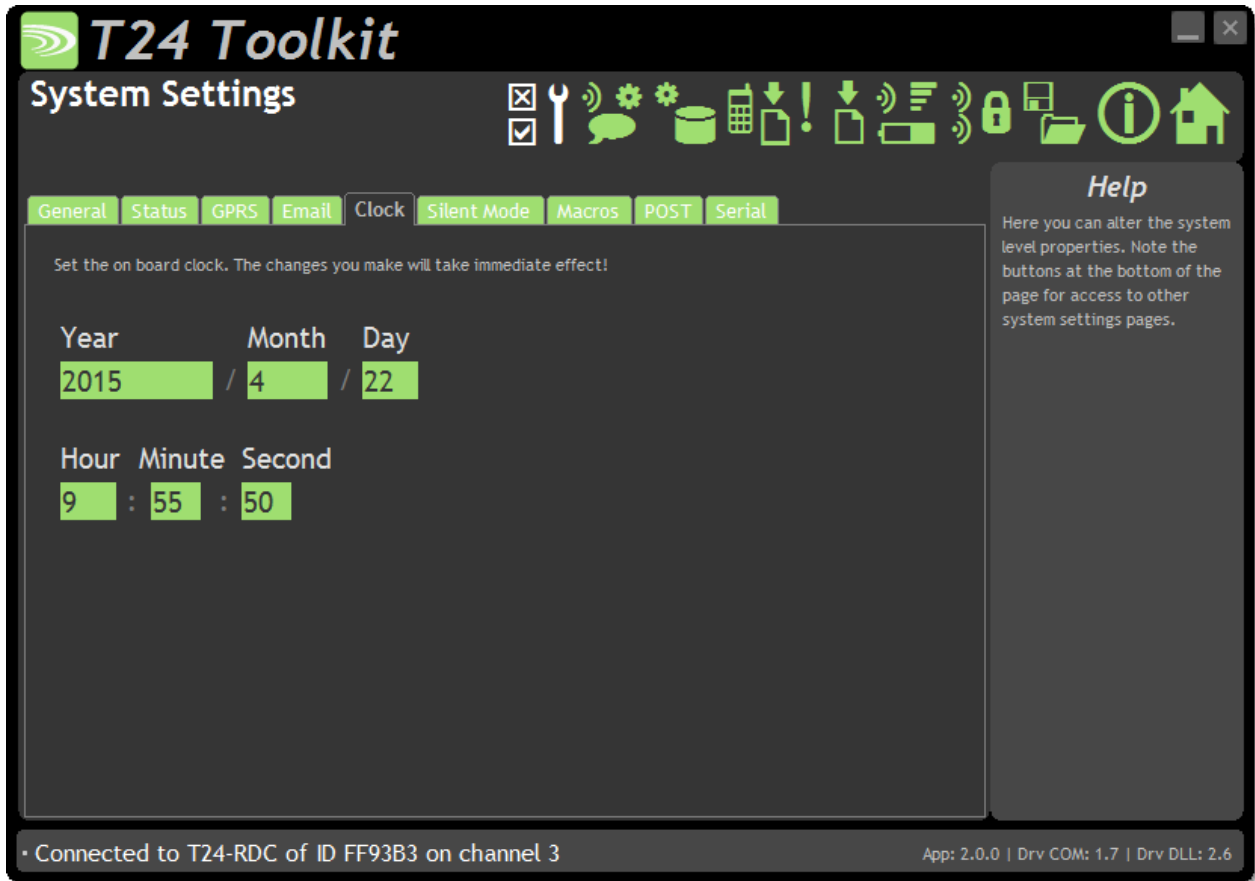 T24 Toolkit
System Settings
General Status GPRS Email Clock Silent Mode Macros POST Serial
Set the on board clock. The changes you make will take immediate effect!
Year Month Day
2015 / 4 / 22
Hour Minute Second
9 : 55 : 50
Help
Here you can alter the system
level properties. Note the
buttons at the bottom of the
page for access to other
system settings pages.
Connected to T24-RDC of ID FF93B3 on channel 3
App: 2.0.0 | Drv COM: 1.7 | Drv DLL: 2.6